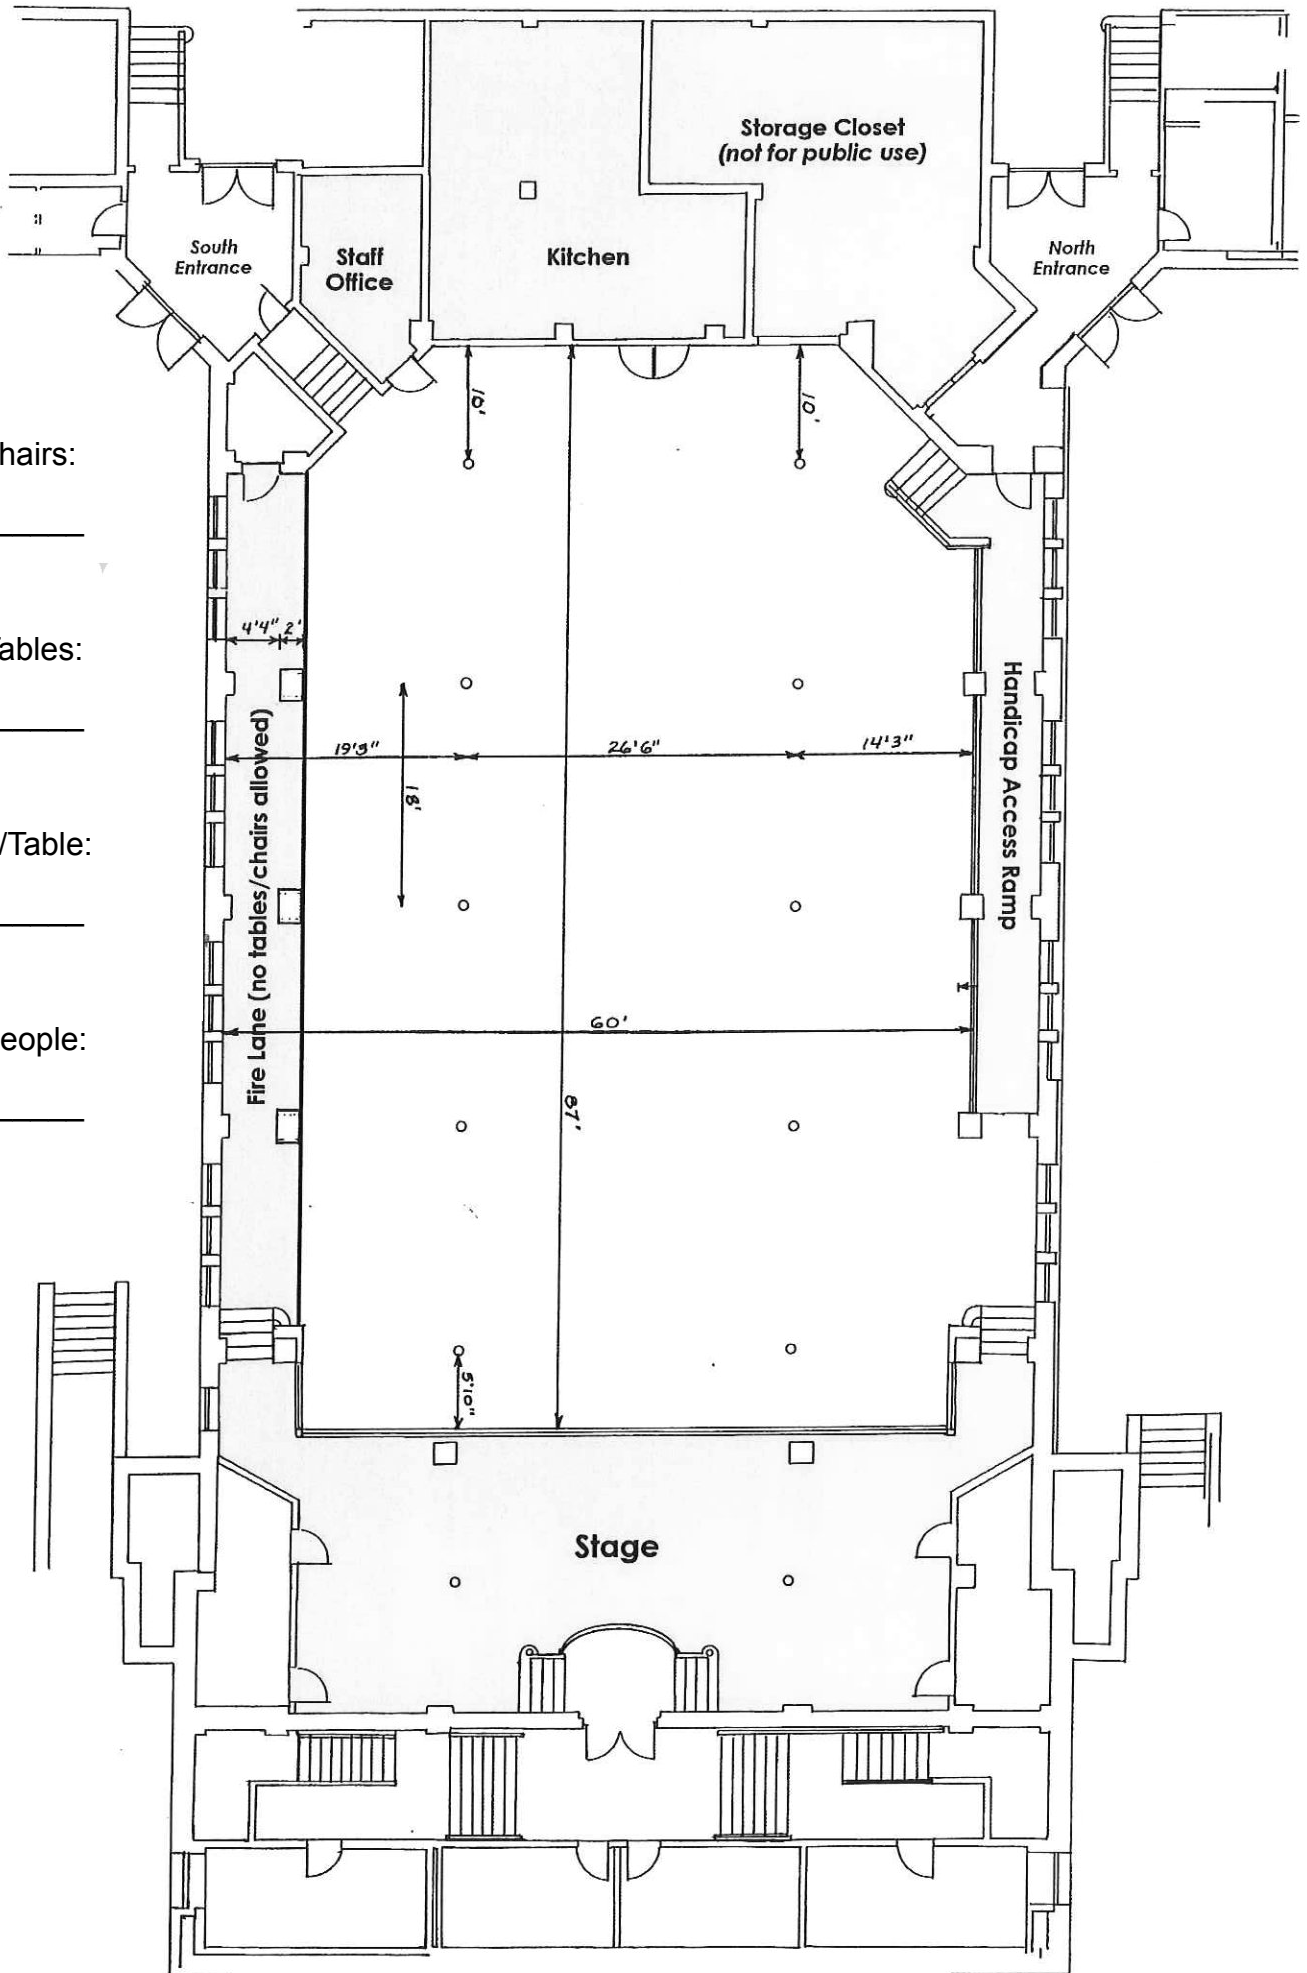 Storage Closet
(not for public use)
South
Entrance
Staff
Office
Kitchen
North
Entrance
10'
10'
hairs:
4'4" 2'
ables:
Handicap Access Ramp
Fire Lane (no tables/chairs allowed)
19'3"
26'6"
14'3"
18'
/Table:
60'
eople:
87'
5'10"
Stage